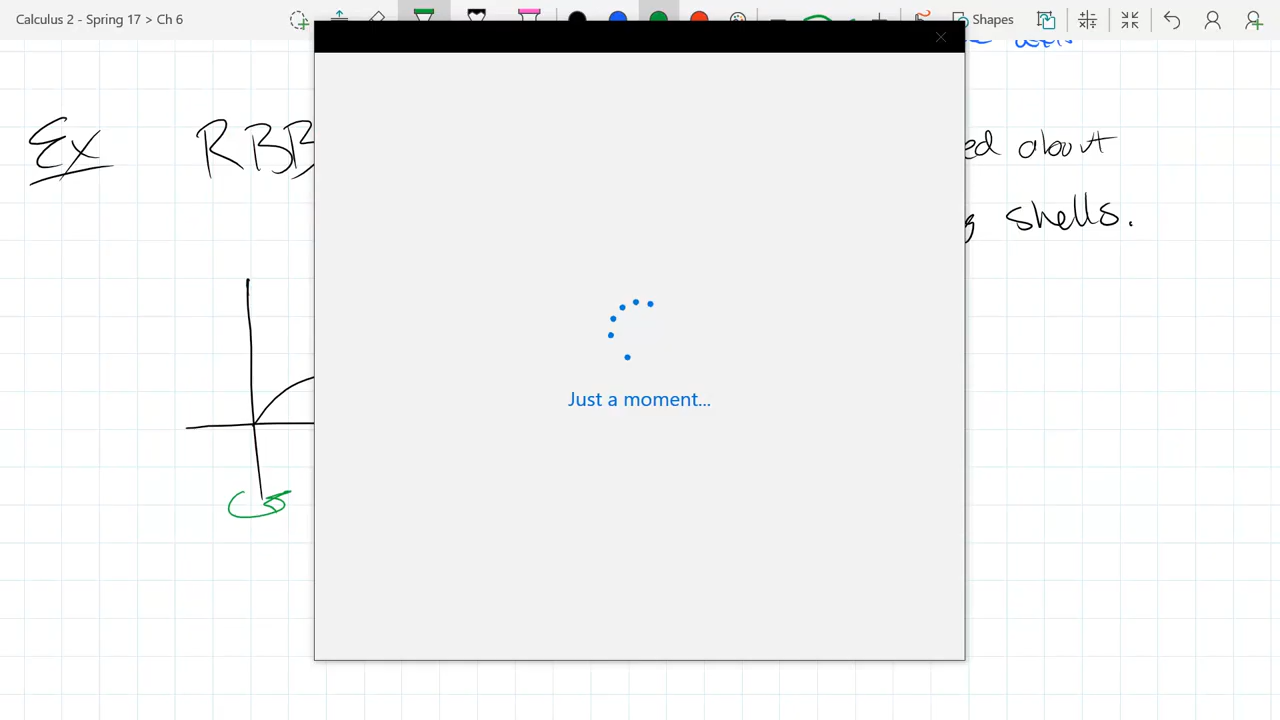 Calculus 2 - Spring 17 > Ch 6
Shapes
Ex RBB
ed about
g shells.
Just a moment...